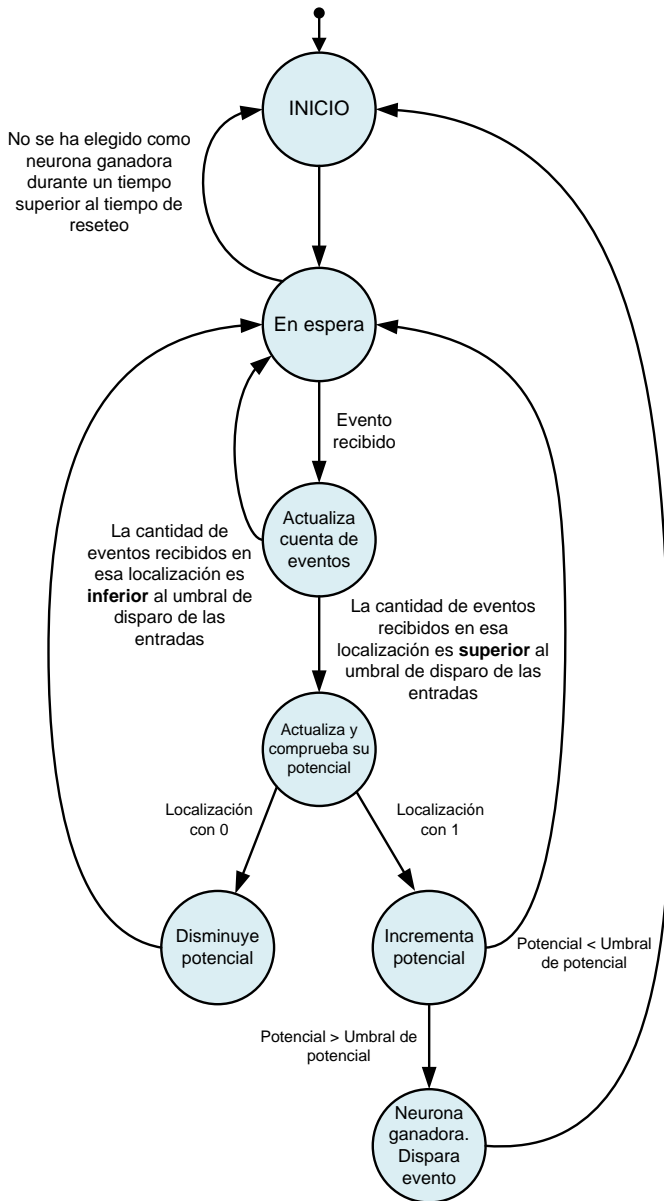 INICIO
No se ha elegido como
neurona ganadora
durante un tiempo
superior al tiempo de
reseteo
En espera
Evento
recibido
Actualiza
cuenta de
eventos
La cantidad de
eventos recibidos en
esa localización es
inferior al umbral de
disparo de las
entradas
La cantidad de eventos
recibidos en esa
localización es superior al
umbral de disparo de las
entradas
Actualiza y
comprueba su
potencial
Localización
con 0
Localización
con 1
Disminuye
potencial
Incrementa
potencial
Potencial < Umbral
de potencial
Potencial > Umbral de
potencial
Neurona
ganadora.
Dispara
evento